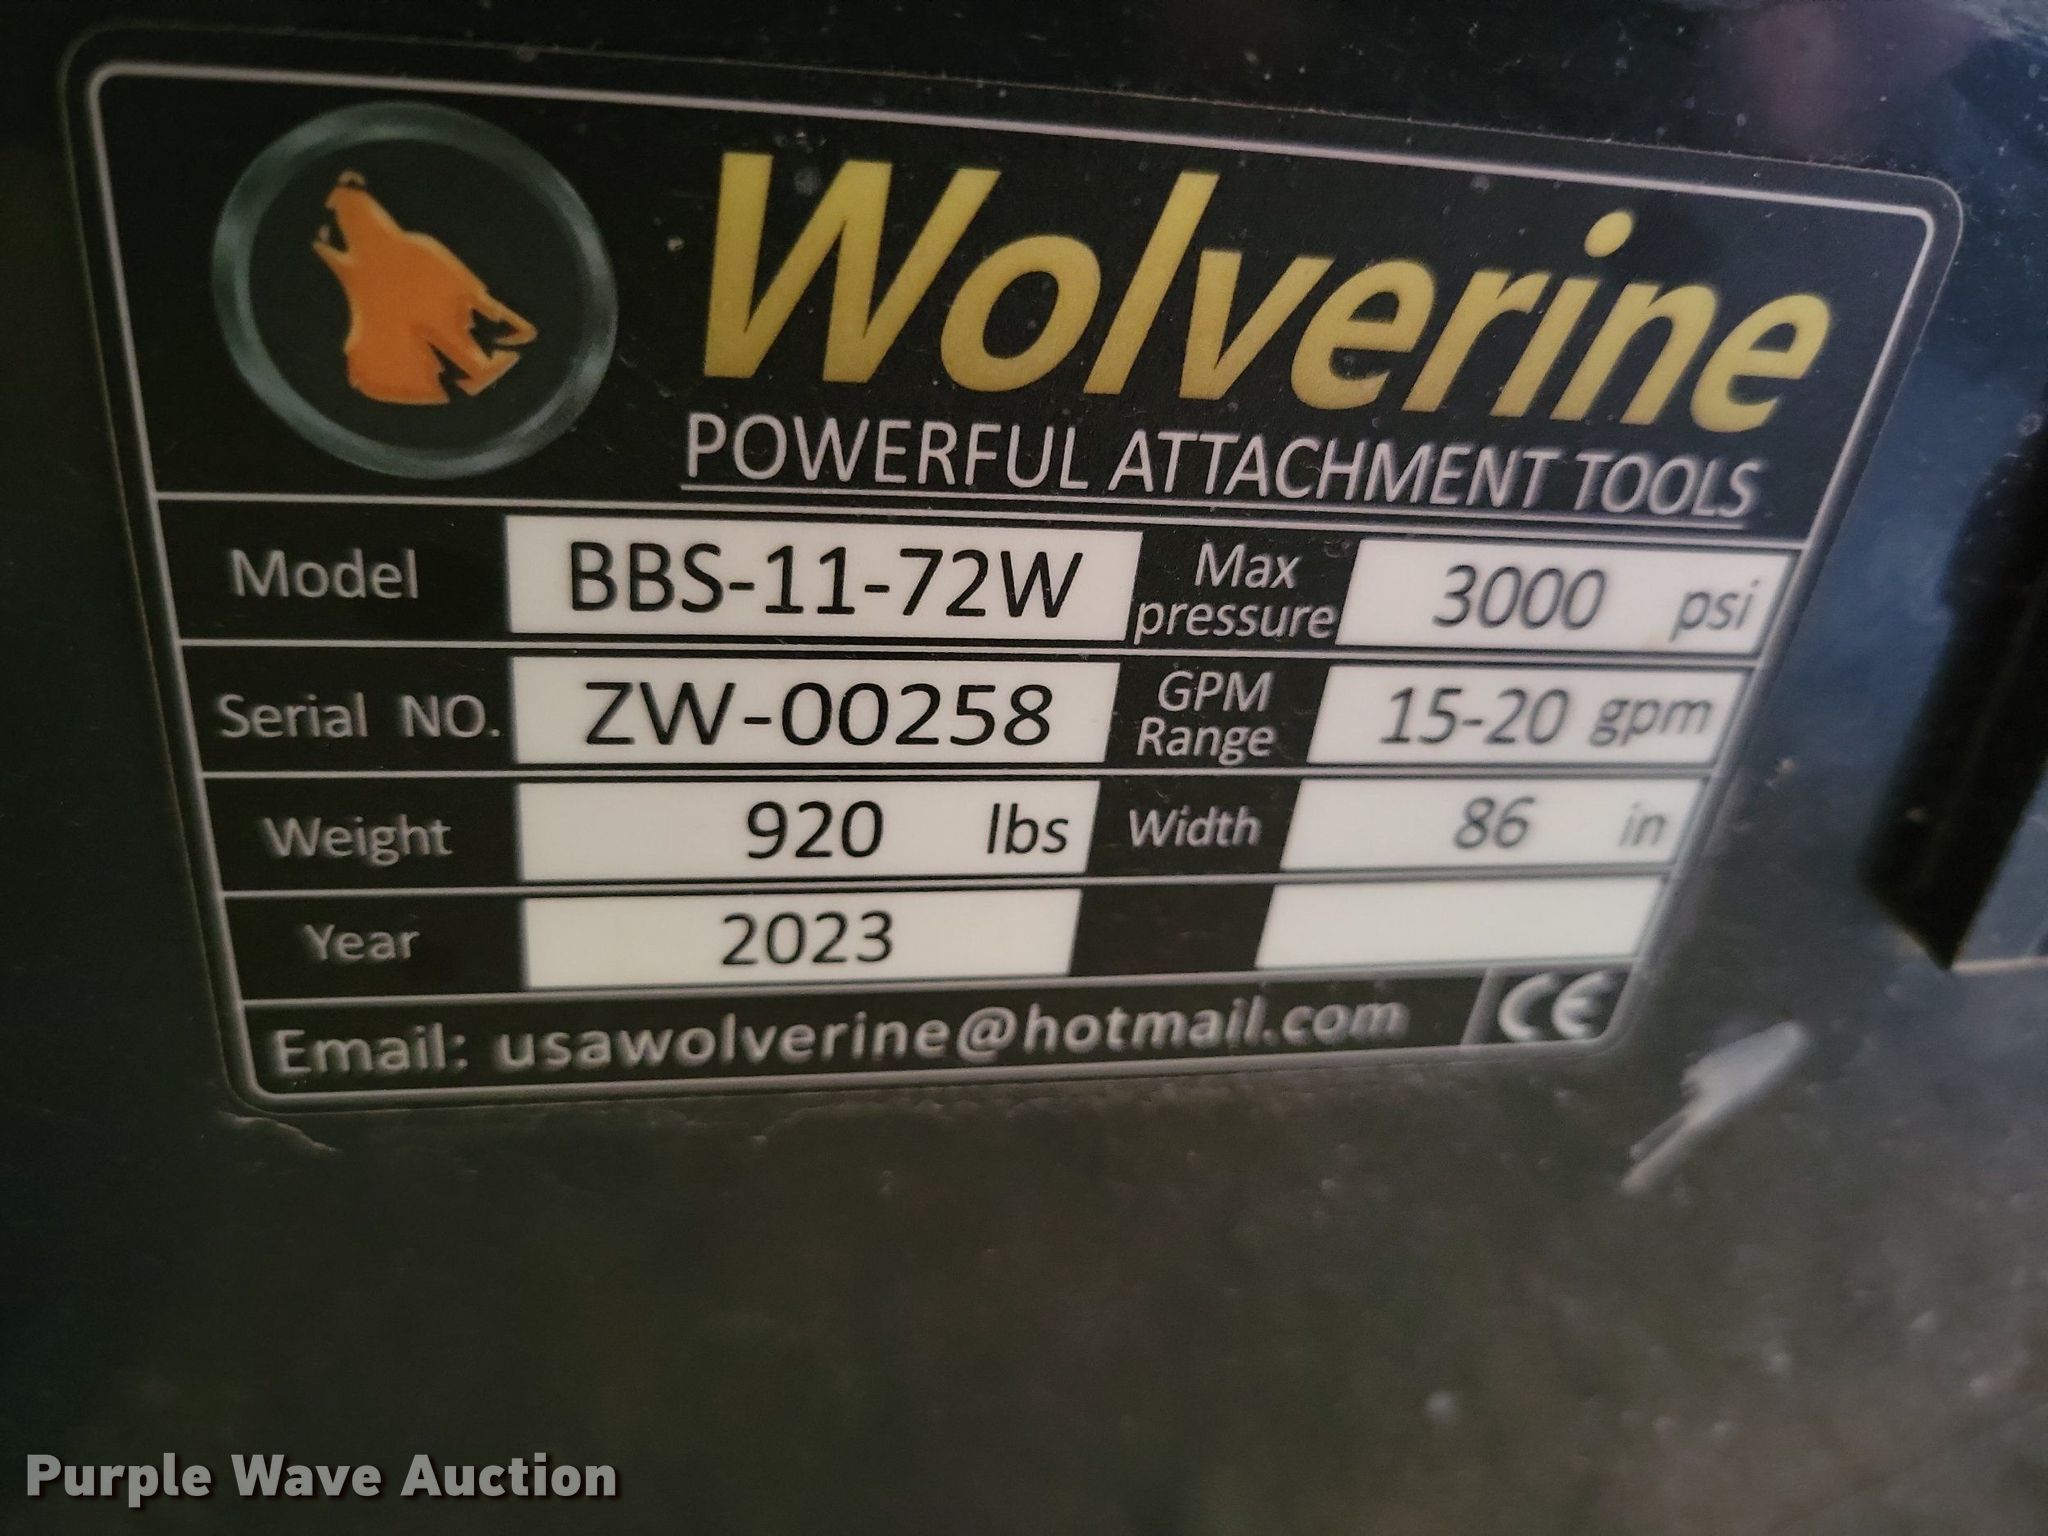 Wolverine
POWERFUL ATTACHMENT TOOLS
Model BBS-11-72W Max pressure 3000 psi
Serial NO. ZW-00258 GPM Range 15-20 gpm
Weight 920 lbs Width 86 in
Year 2023
Email: usawolverine@hotmail.com CE
Purple Wave Auction